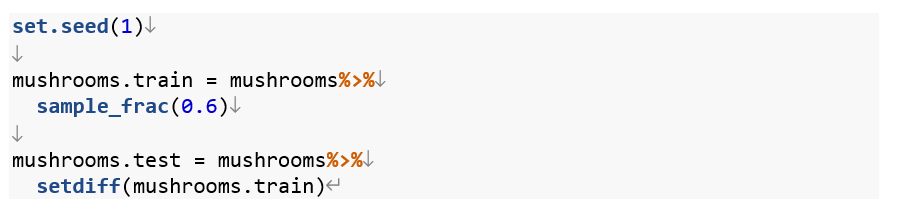 set.seed(1)↓
↓
mushrooms.train = mushrooms%>%↓
  sample_frac(0.6)↓
↓
mushrooms.test = mushrooms%>%↓
  setdiff(mushrooms.train)↵